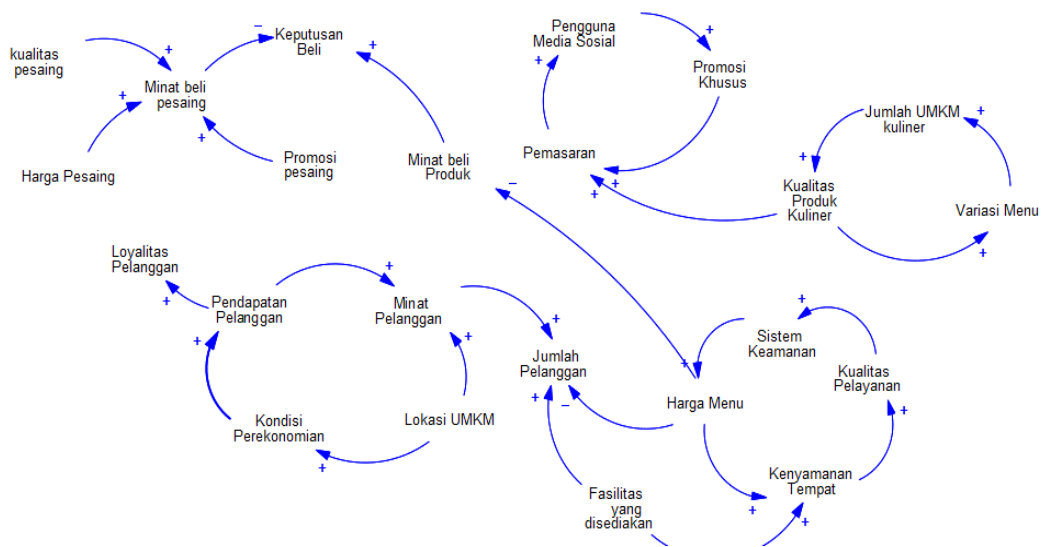 kualitas
pesaing
Minat beli
pesaing
Harga Pesaing
Promosi
pesaing
Keputusan
Beli
Minat beli
Produk
Pengguna
Media Sosial
Promosi
Khusus
Pemasaran
Jumlah UMKM
kuliner
Kualitas
Produk
Kuliner
Variasi Menu
Loyalitas
Pelanggan
Pendapatan
Pelanggan
Minat
Pelanggan
Kondisi
Perekonomian
Lokasi UMKM
Jumlah
Pelanggan
Harga Menu
Sistem
Keamanan
Kualitas
Pelayanan
Kenyamanan
Tempat
Fasilitas
yang
disediakan